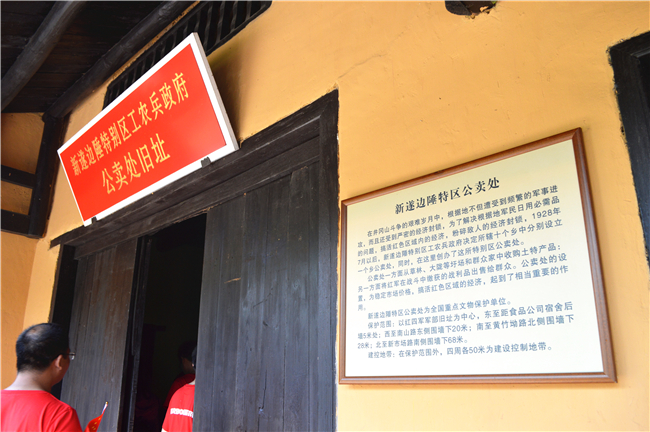 新遂边陲特别区工农兵政府
公卖处旧址
新遂边陲特区公卖处
在井冈山斗争的艰难岁月中，根据地不但遭受到频繁的军事进
攻，而且还受到严密的经济封锁，为了解决根据地军民日用必需品
的问题，搞活红色区域内的经济，粉碎敌人的经济封锁，1928年
7月以后，新遂边陲特别区工农兵政府决定所辖十个乡中分别设立
一个乡公卖处，同时，在这里创办了这所特别区公卖处。
公卖处一方面从草林、大陇等圩场和群众家中收购土特产品；
另一方面将红军在战斗中缴获的战利品出售给群众。公卖处的设
置，为稳定市场价格，搞活红色区域的经济，起到了相当重要的作
用。
新遂边陲特区公卖处为全国重点文物保护单位。
保护范围：以红四军军部旧址为中心，东至距食品公司宿舍后
墙5米处；西至南山路东侧围墙下20米；南至黄竹坳路北侧围墙下
28米；北至新市场路南侧围墙下68米。
建控地带：在保护范围外，四周各50米为建设控制地带。